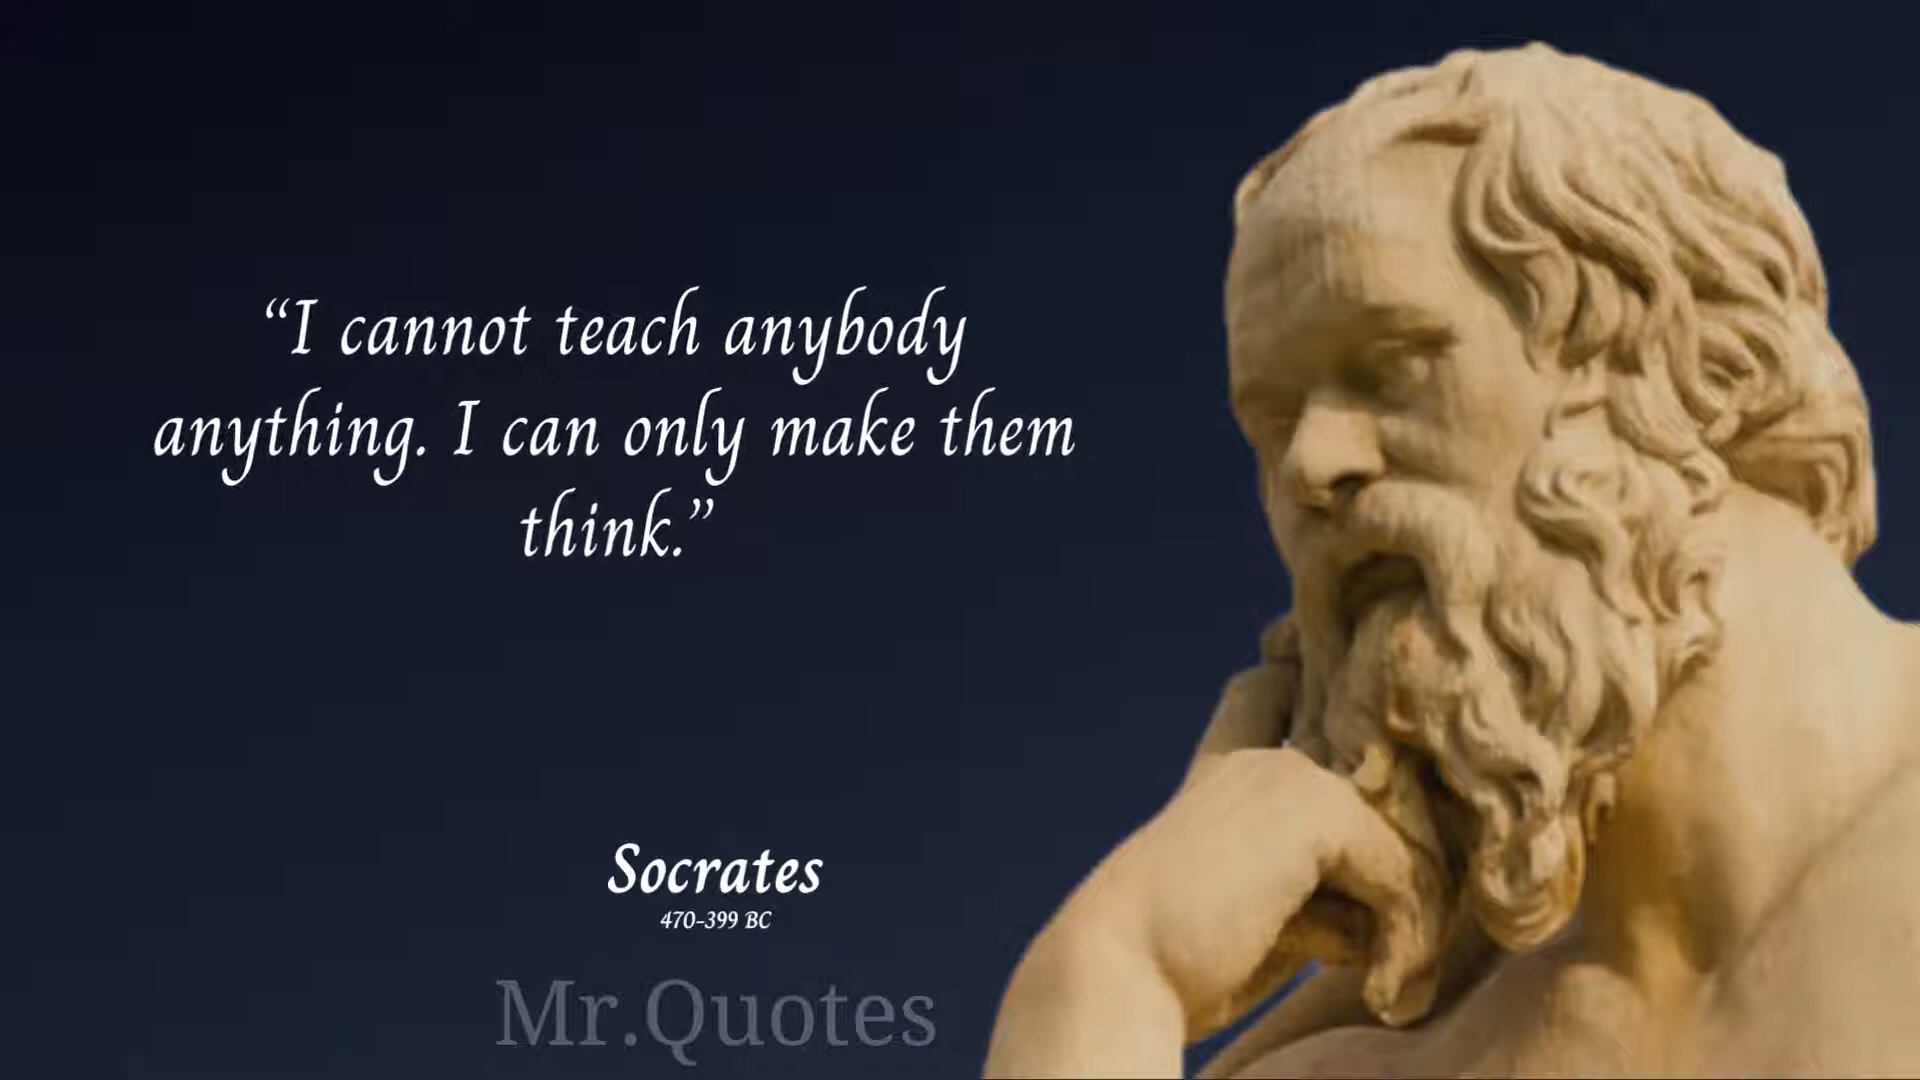 “I cannot teach anybody
anything. I can only make them
think.”
Socrates
470-399 BC
Mr.Quotes